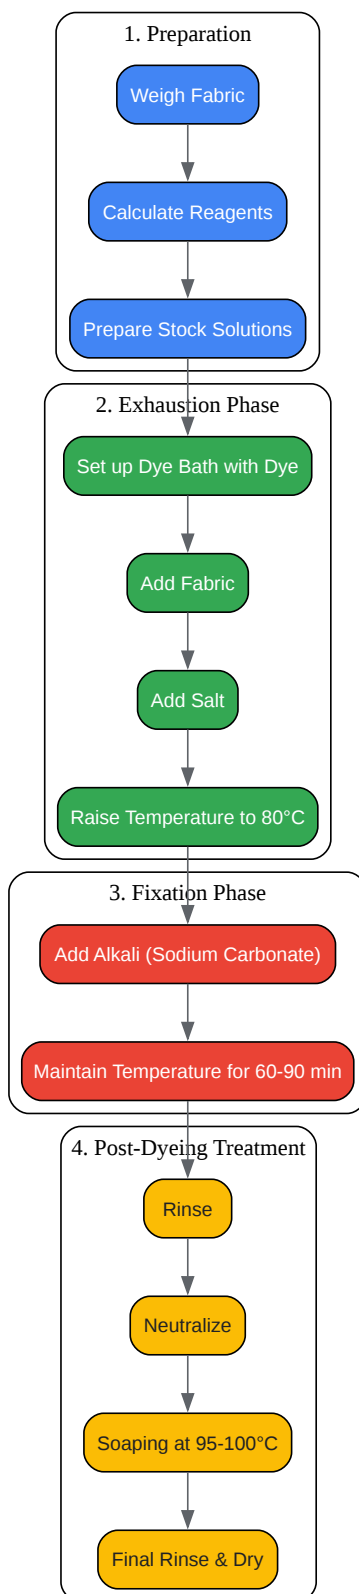 1. Preparation
Weigh Fabric
Calculate Reagents
Prepare Stock Solutions
2. Exhaustion Phase
Set up Dye Bath with Dye
Add Fabric
Add Salt
Raise Temperature to 80°C
3. Fixation Phase
Add Alkali (Sodium Carbonate)
Maintain Temperature for 60-90 min
4. Post-Dyeing Treatment
Rinse
Neutralize
Soaping at 95-100°C
Final Rinse & Dry